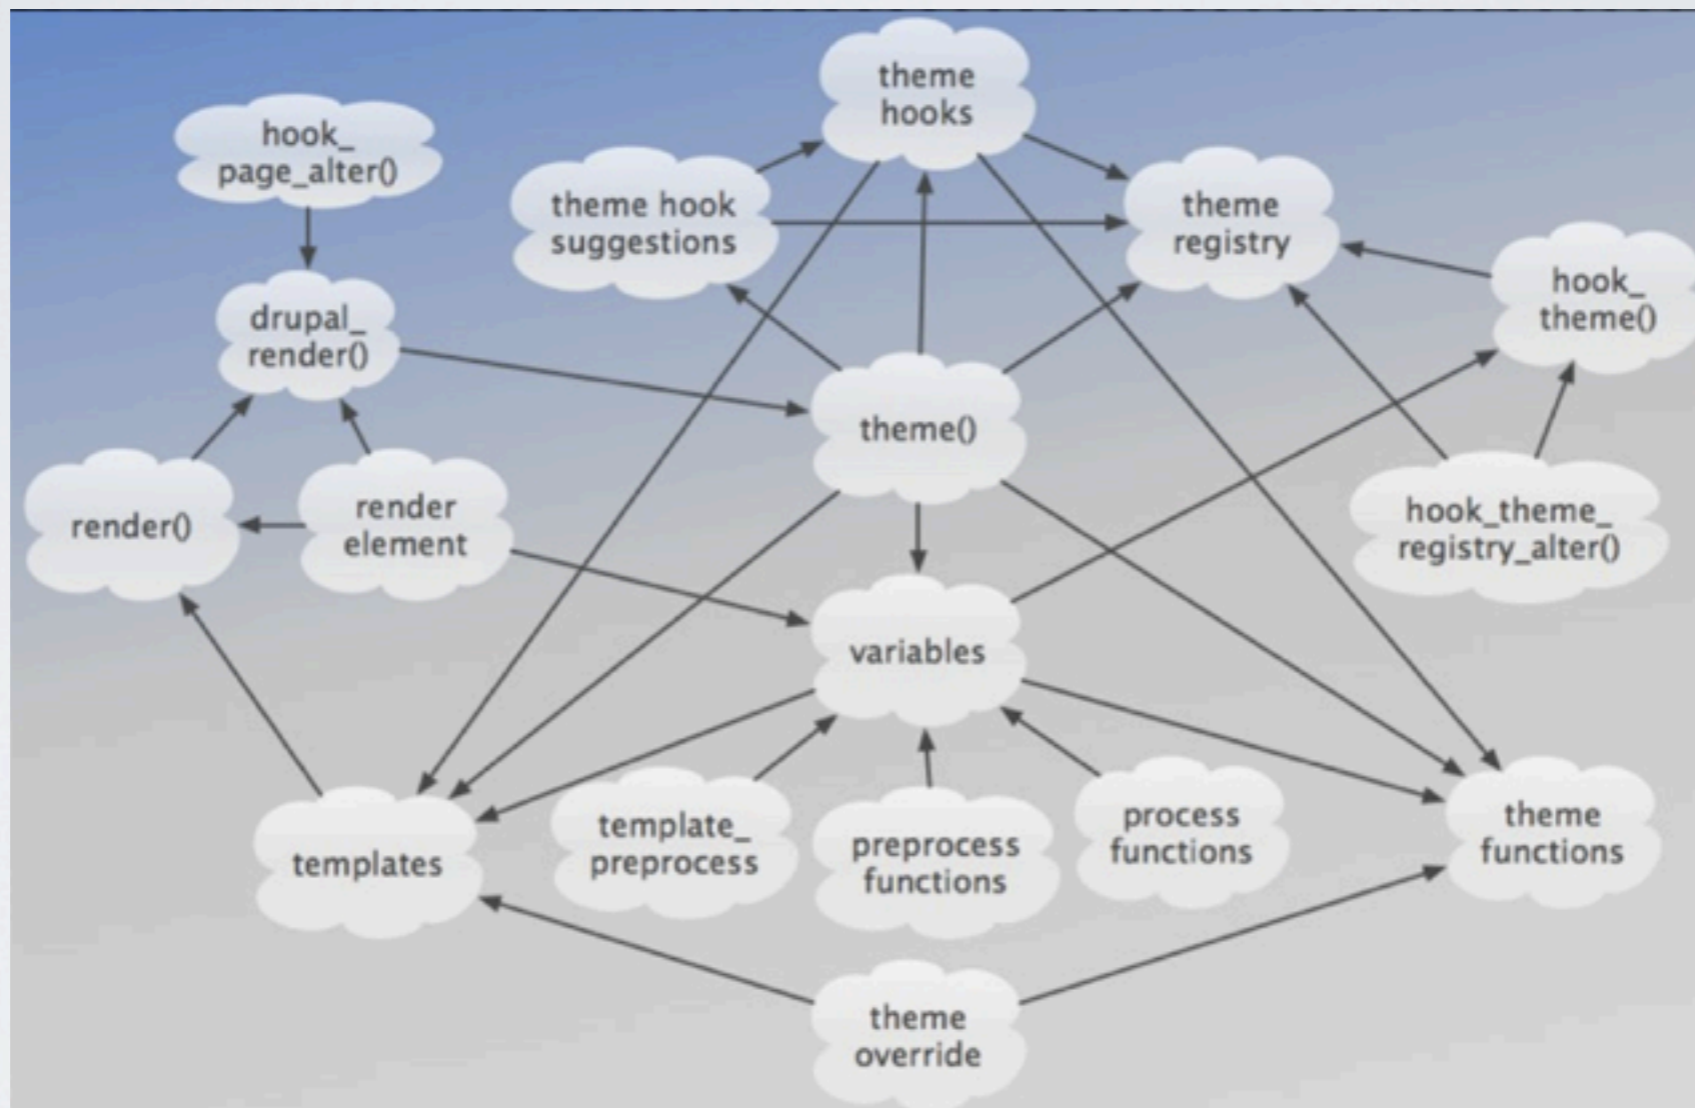 theme
hooks
hook_
page_alter()
theme hook
suggestions
theme
registry
hook_
theme()
drupal_
render()
theme()
render()
render
element
hook_theme_
registry_alter()
variables
templates
template_
preprocess
preprocess
functions
process
functions
theme
functions
theme
override